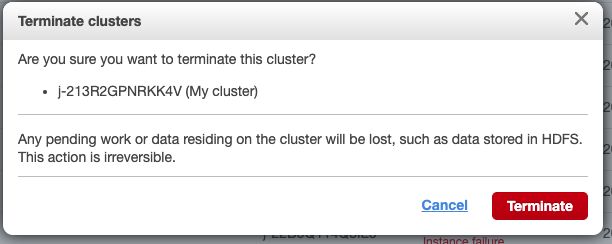 Terminate clusters
Are you sure you want to terminate this cluster?
• j-213R2GPNRKK4V (My cluster)
Any pending work or data residing on the cluster will be lost, such as data stored in HDFS.
This action is irreversible.
Cancel Terminate
Instance failure